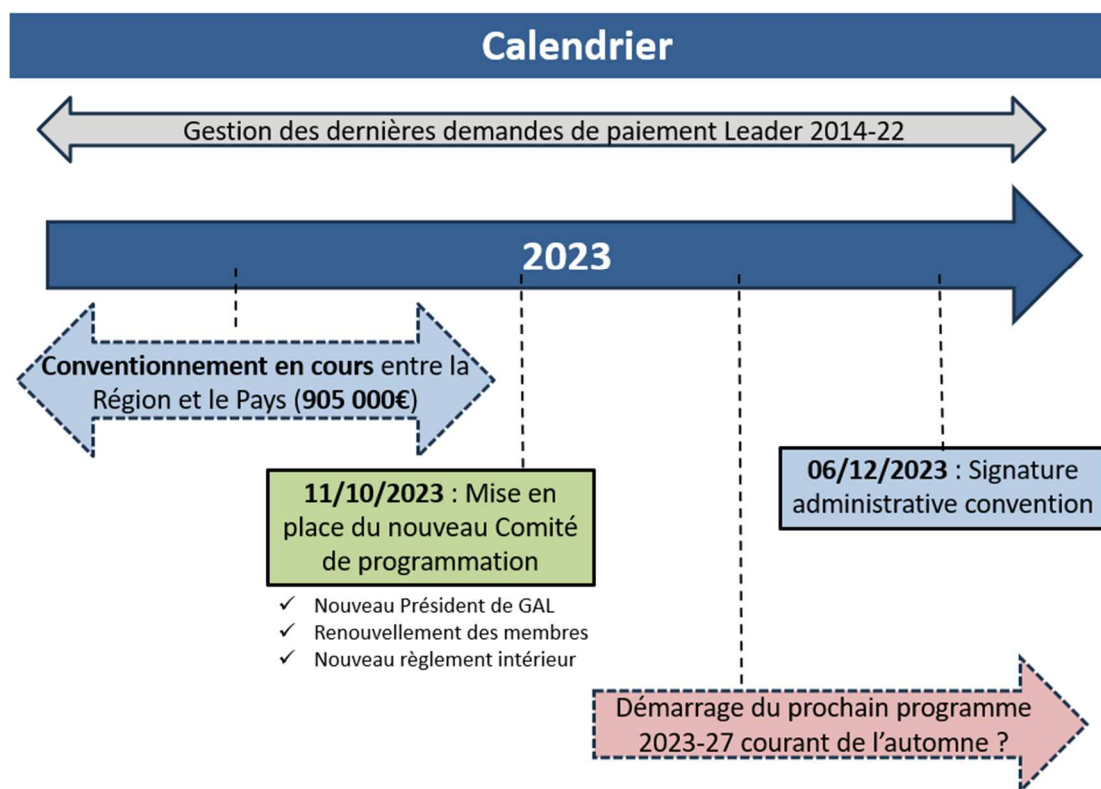 Calendrier
Gestion des dernières demandes de paiement Leader 2014-22
2023
Conventionnement en cours entre la
Région et le Pays (905 000€)
11/10/2023 : Mise en
place du nouveau Comité
de programmation
✓ Nouveau Président de GAL
✓ Renouvellement des membres
✓ Nouveau règlement intérieur
06/12/2023 : Signature
administrative convention
Démarrage du prochain programme
2023-27 courant de l’automne ?